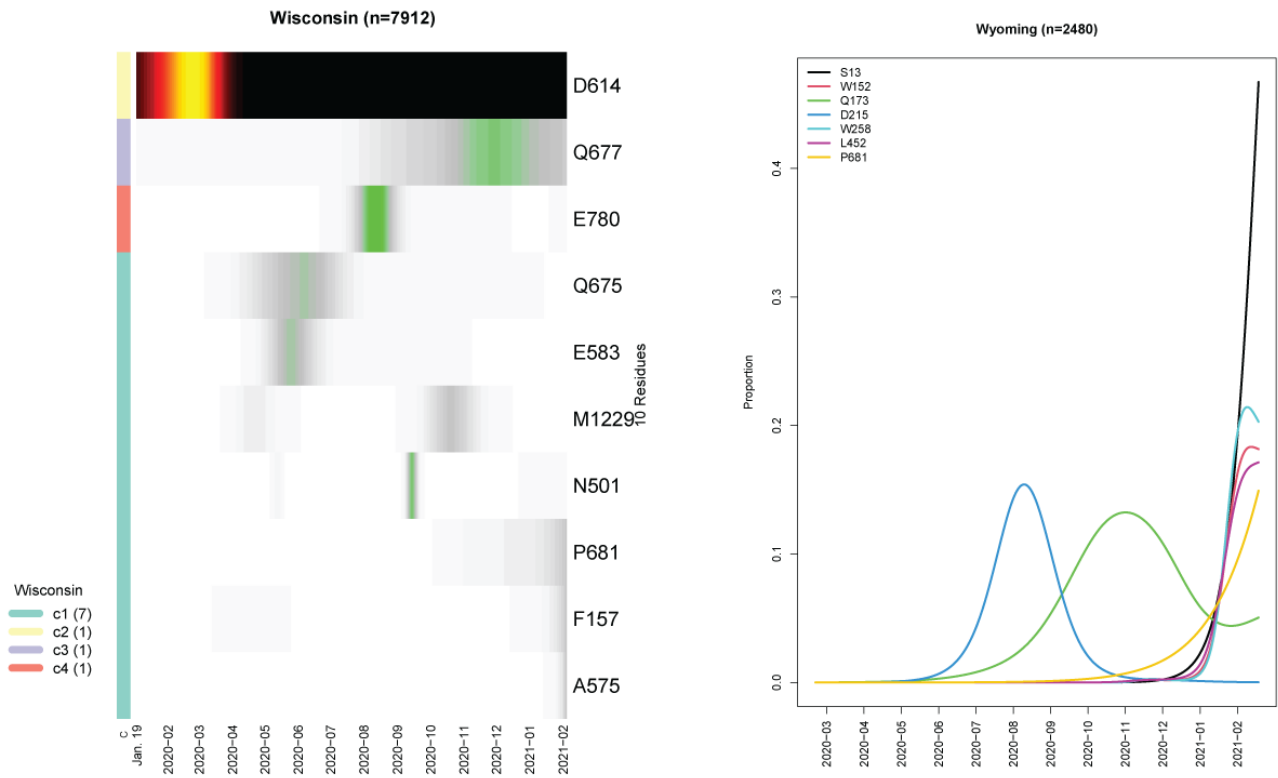 Wisconsin (n=7912)
D614
Q677
E780
Q675
E583
M1229
N501
P681
F157
A575
10 Residues
Wisconsin
c1 (7)
c2 (1)
c3 (1)
c4 (1)
c
Jan. 19
2020-02
2020-03
2020-04
2020-05
2020-06
2020-07
2020-08
2020-09
2020-10
2020-11
2020-12
2021-01
2021-02
Wyoming (n=2480)
S13
W152
Q173
D215
W258
L452
P681
Proportion
0.4
0.3
0.2
0.1
0.0
2020-03
2020-04
2020-05
2020-06
2020-07
2020-08
2020-09
2020-10
2020-11
2020-12
2021-01
2021-02